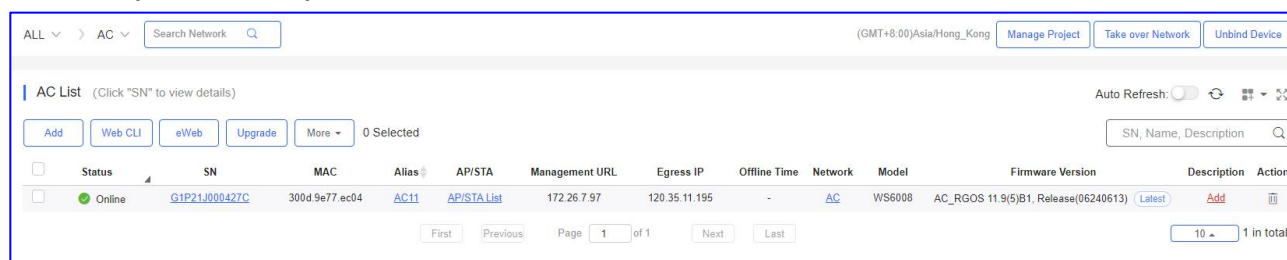 ALL AC Search Network (GMT+8:00)Asia/Hong_Kong Manage Project Take over Network Unbind Device
AC List (Click "SN" to view details) Auto Refresh:
Add Web CLI eWeb Upgrade More 0 Selected SN, Name, Description
Status SN MAC Alias AP/STA Management URL Egress IP Offline Time Network Model Firmware Version Description Action
Online G1P21J000427C 300d.9e77.ec04 AC11 AP/STA List 172.26.7.97 120.35.11.195 - AC WS6008 AC_RGOS 11.9(5)B1, Release(06240613) Latest Add
First Previous Page 1 of 1 Next Last 10 1 in total